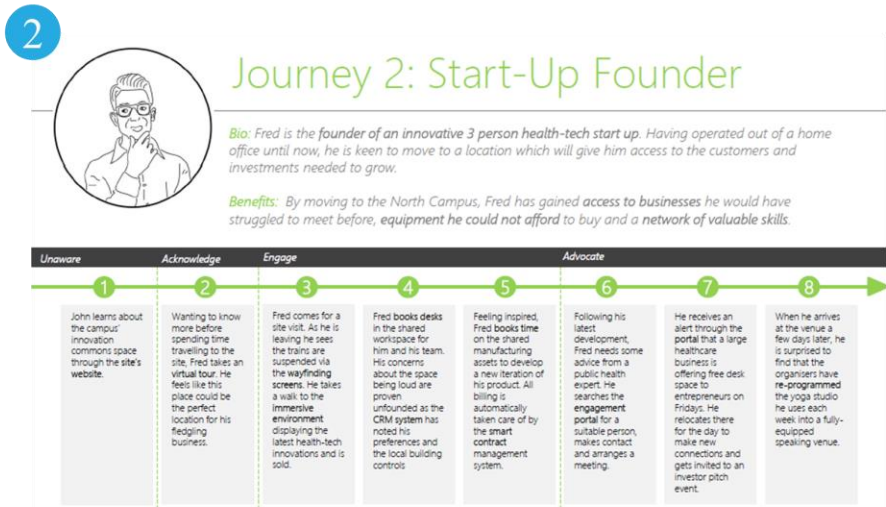 2
Journey 2: Start-Up Founder
Bio: Fred is the founder of an innovative 3 person health-tech start up. Having operated out of a home
office until now, he is keen to move to a location which will give him access to the customers and
investments needed to grow.
Benefits: By moving to the North Campus, Fred has gained access to businesses he would have
struggled to meet before, equipment he could not afford to buy and a network of valuable skills.
Unaware
Acknowledge
Engage
Advocate
1
2
3
4
5
6
7
8
John learns about
the campus'
innovation
commons space
through the site's
website.
Wanting to know
more before
spending time
travelling to the
site, Fred takes an
virtual tour. He
feels like this
place could be
the perfect
location for his
fledgling
business.
Fred comes for a
site visit. As he is
leaving he sees
the trains are
suspended via
the wayfinding
screens. He takes
a walk to the
immersive
environment
displaying the
latest health-tech
innovations and is
sold.
Fred books desks
in the shared
workspace for
him and his team.
His concerns
about the space
being loud are
proven
unfounded as the
CRM system has
noted his
preferences and
the local building
controls
Feeling inspired,
Fred books time
on the shared
manufacturing
assets to develop
a new iteration of
his product. All
billing is
automatically
taken care of by
the smart
contract
management
system.
Following his
latest
development,
Fred needs some
advice from a
public health
expert. He
searches the
engagement
portal for a
suitable person,
makes contact
and arranges a
meeting.
He receives an
alert through the
portal that a large
healthcare
business is
offering free desk
space to
entrepreneurs on
Fridays. He
relocates there
for the day to
make new
connections and
gets invited to an
investor pitch
event.
When he arrives
at the venue a
few days later, he
is surprised to
find that the
organisers have
re-programmed
the yoga studio
he uses each
week into a fully-
equipped
speaking venue.